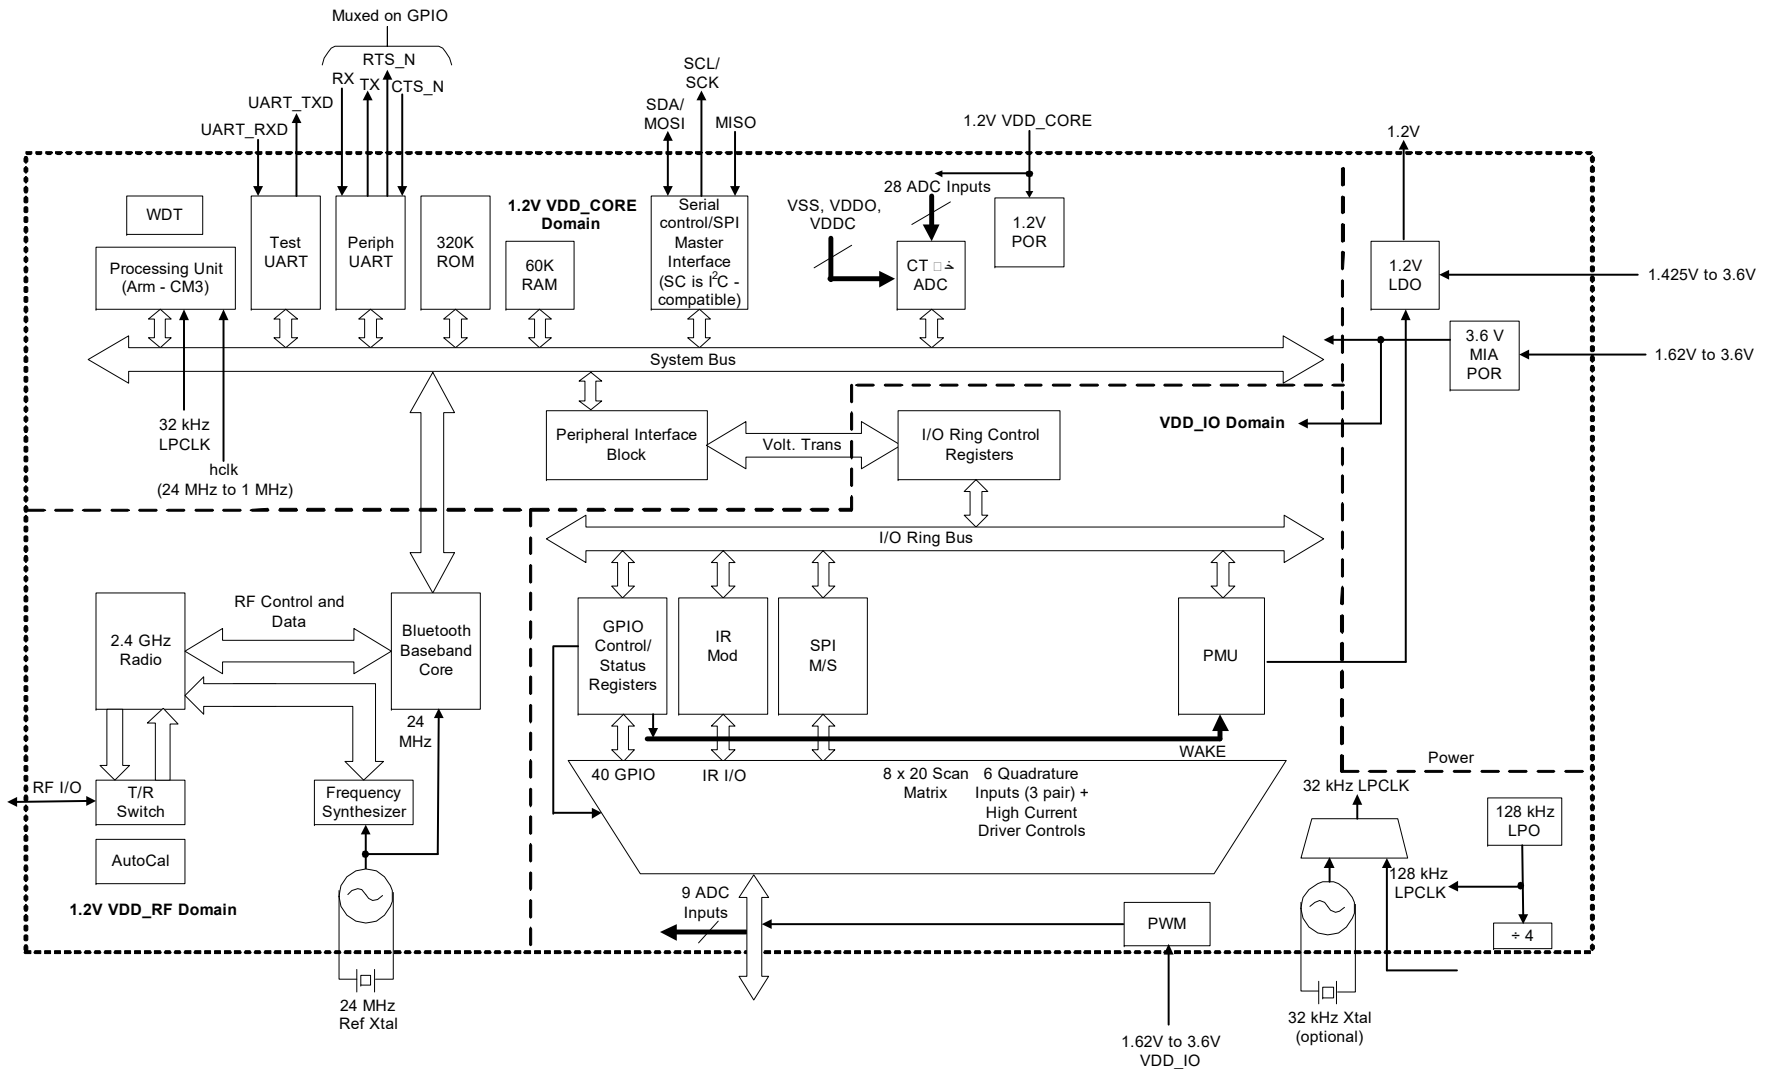 Muxed on GPIO
RTS_N
RX
TX
CTS_N
UART_TXD
UART_RXD
SCL/
SCK
SDA/
MOSI
MISO
1.2V VDD_CORE
1.2V
WDT
Processing Unit
(Arm - CM3)
Test
UART
Periph
UART
320K
ROM
1.2V VDD_CORE
Domain
60K
RAM
Serial
control/SPI
Master
Interface
(SC is I2C -
compatible)
VSS, VDDO,
VDDC
28 ADC Inputs
CT
ADC
1.2V
POR
1.2V
LDO
1.425V to 3.6V
3.6 V
MIA
POR
1.62V to 3.6V
System Bus
32 kHz
LPCLK
hclk
(24 MHz to 1 MHz)
Peripheral Interface
Block
Volt. Trans
I/O Ring Control
Registers
VDD_IO Domain
I/O Ring Bus
2.4 GHz
Radio
RF Control and
Data
Bluetooth
Baseband
Core
GPIO
Control/
Status
Registers
IR
Mod
SPI
M/S
PMU
24
MHz
WAKE
RF I/O
T/R
Switch
Frequency
Synthesizer
AutoCal
1.2V VDD_RF Domain
40 GPIO
IR I/O
8 x 20 Scan
Matrix
6 Quadrature
Inputs (3 pair) +
High Current
Driver Controls
Power
32 kHz LPCLK
128 kHz
LPO
128 kHz
LPCLK
÷ 4
9 ADC
Inputs
PWM
24 MHz
Ref Xtal
32 kHz Xtal
(optional)
1.62V to 3.6V
VDD_IO